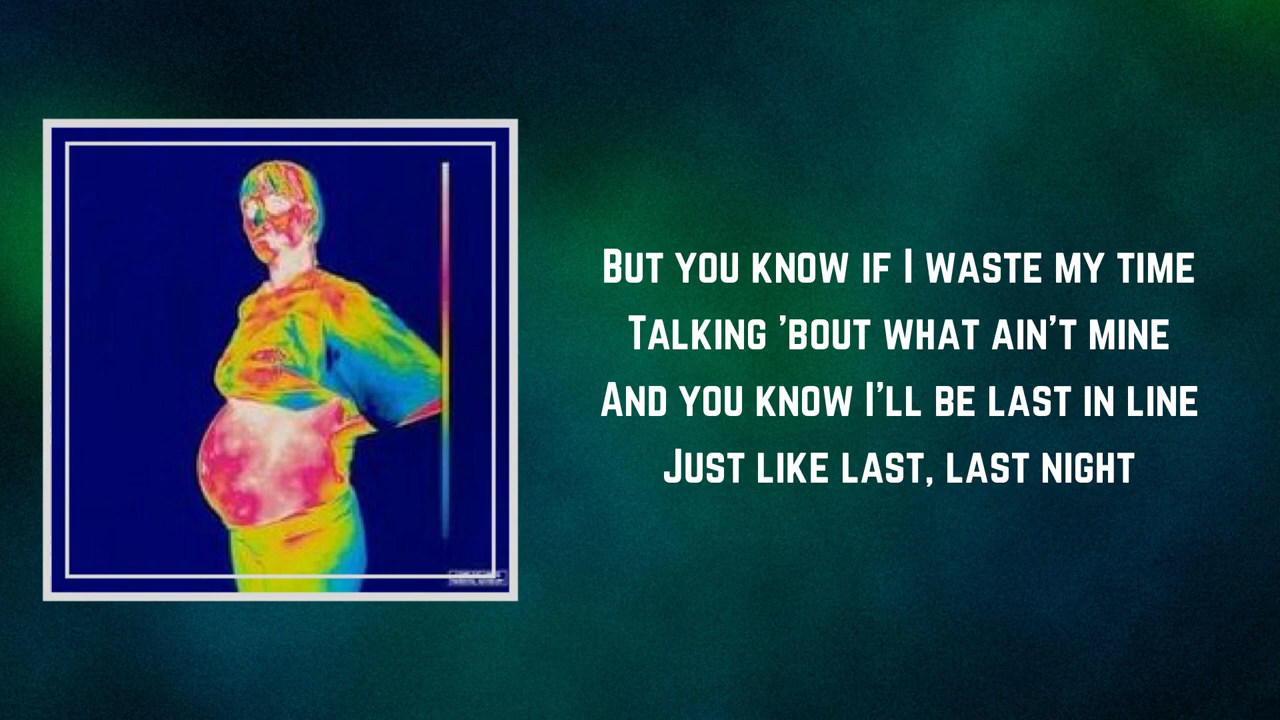 But you know if I waste my time
Talking 'bout what ain't mine
And you know I'll be last in line
Just like last, last night